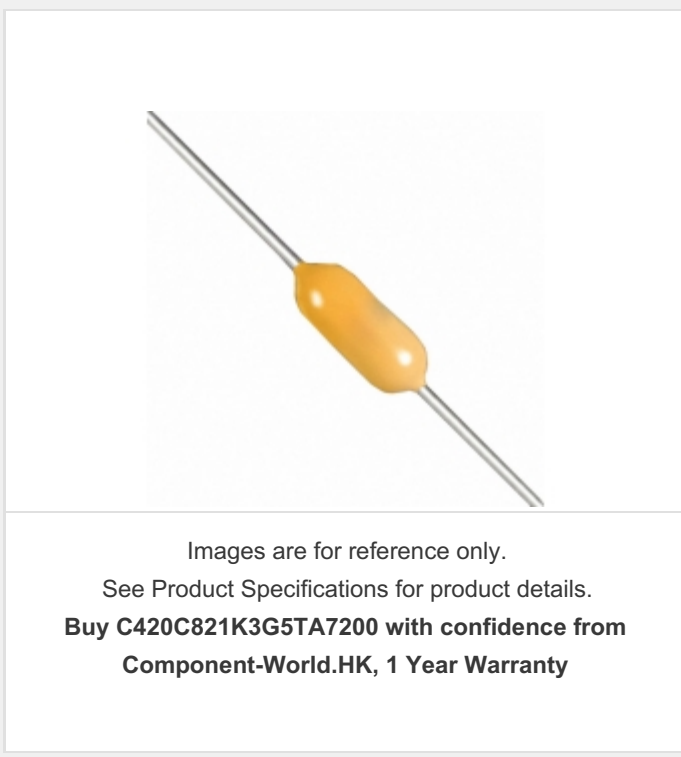 Images are for reference only.
See Product Specifications for product details.
Buy C420C821K3G5TA7200 with confidence from
Component-World.HK, 1 Year Warranty